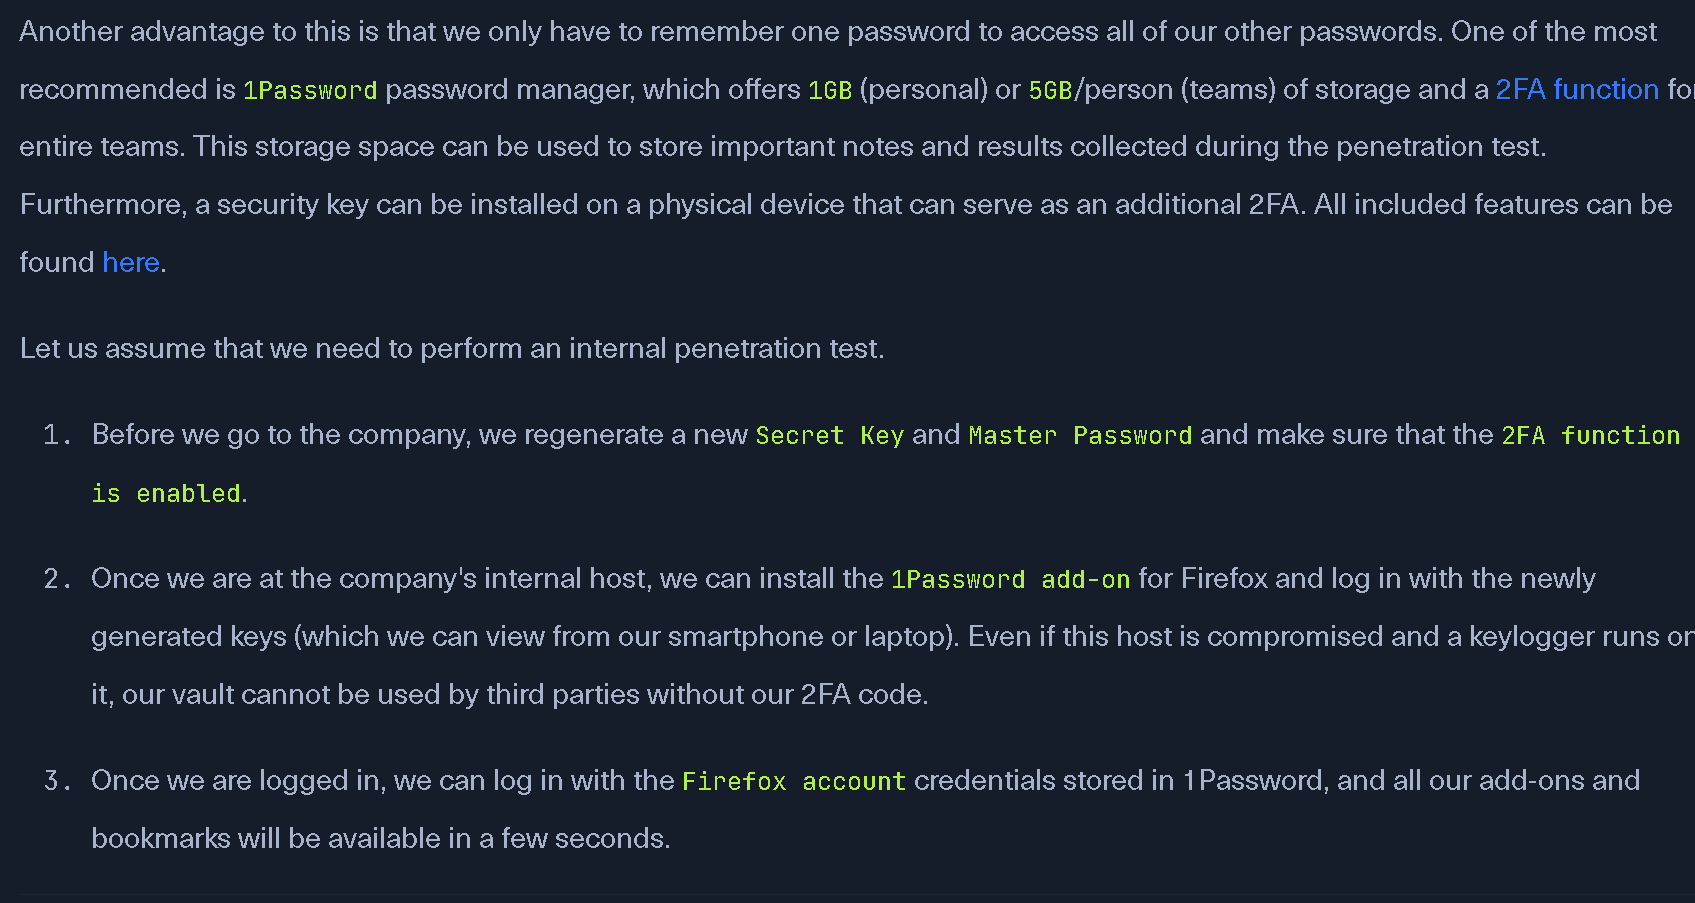 Another advantage to this is that we only have to remember one password to access all of our other passwords. One of the most
recommended is 1Password password manager, which offers 1GB (personal) or 5GB/person (teams) of storage and a 2FA function for
entire teams. This storage space can be used to store important notes and results collected during the penetration test.
Furthermore, a security key can be installed on a physical device that can serve as an additional 2FA. All included features can be
found here.
Let us assume that we need to perform an internal penetration test.
1. Before we go to the company, we regenerate a new Secret Key and Master Password and make sure that the 2FA function
is enabled.
2. Once we are at the company's internal host, we can install the 1Password add-on for Firefox and log in with the newly
generated keys (which we can view from our smartphone or laptop). Even if this host is compromised and a keylogger runs on
it, our vault cannot be used by third parties without our 2FA code.
3. Once we are logged in, we can log in with the Firefox account credentials stored in 1Password, and all our add-ons and
bookmarks will be available in a few seconds.